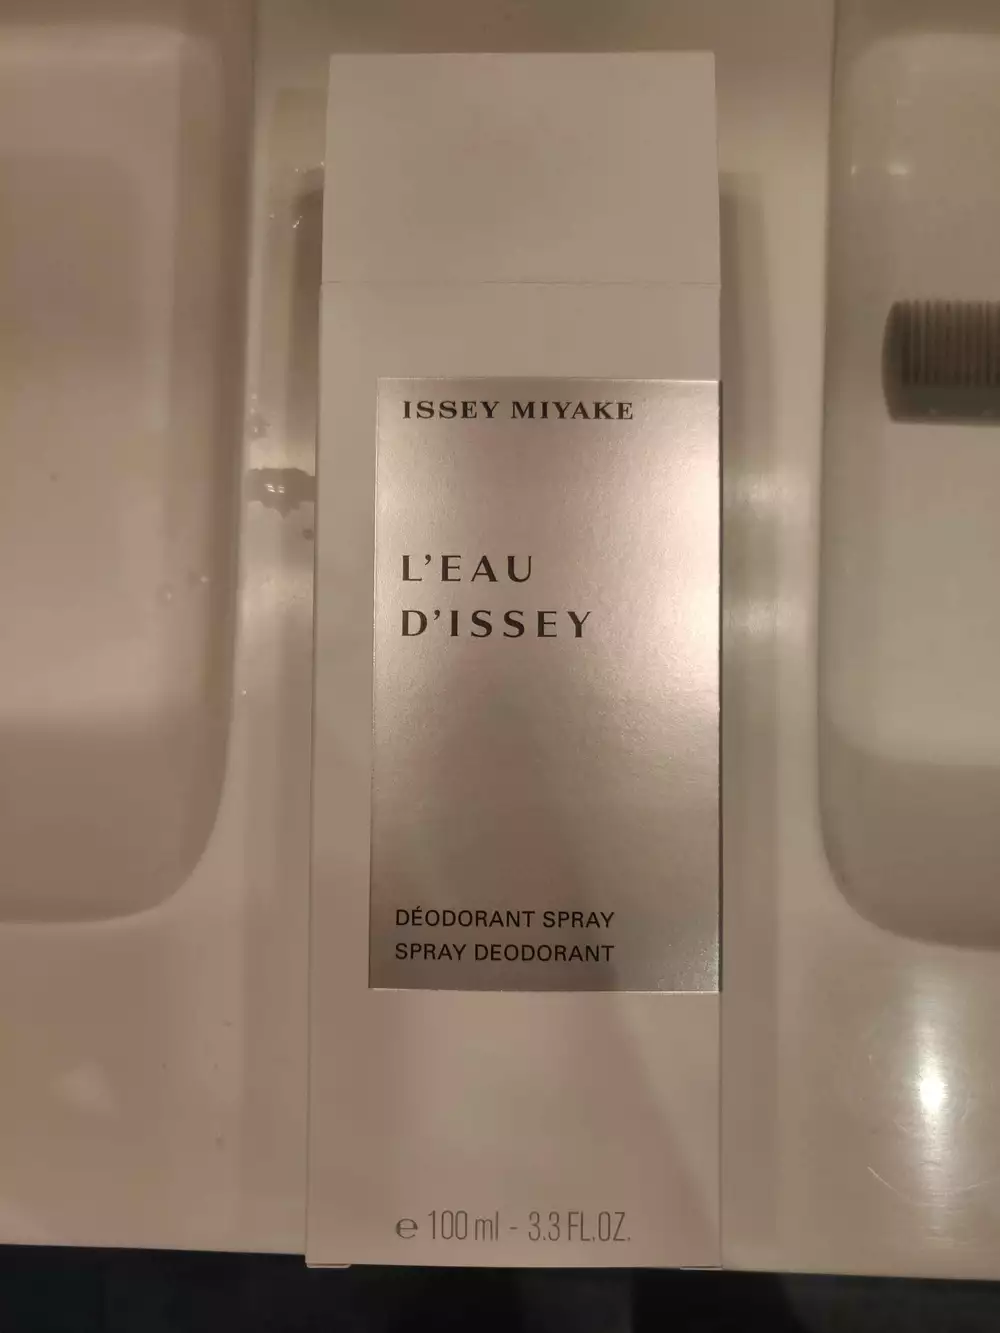 ISSEY MIYAKE
L'EAU
D'ISSEY
DÉODORANT SPRAY
SPRAY DEODORANT
℮ 100 ml - 3.3 FL.OZ.